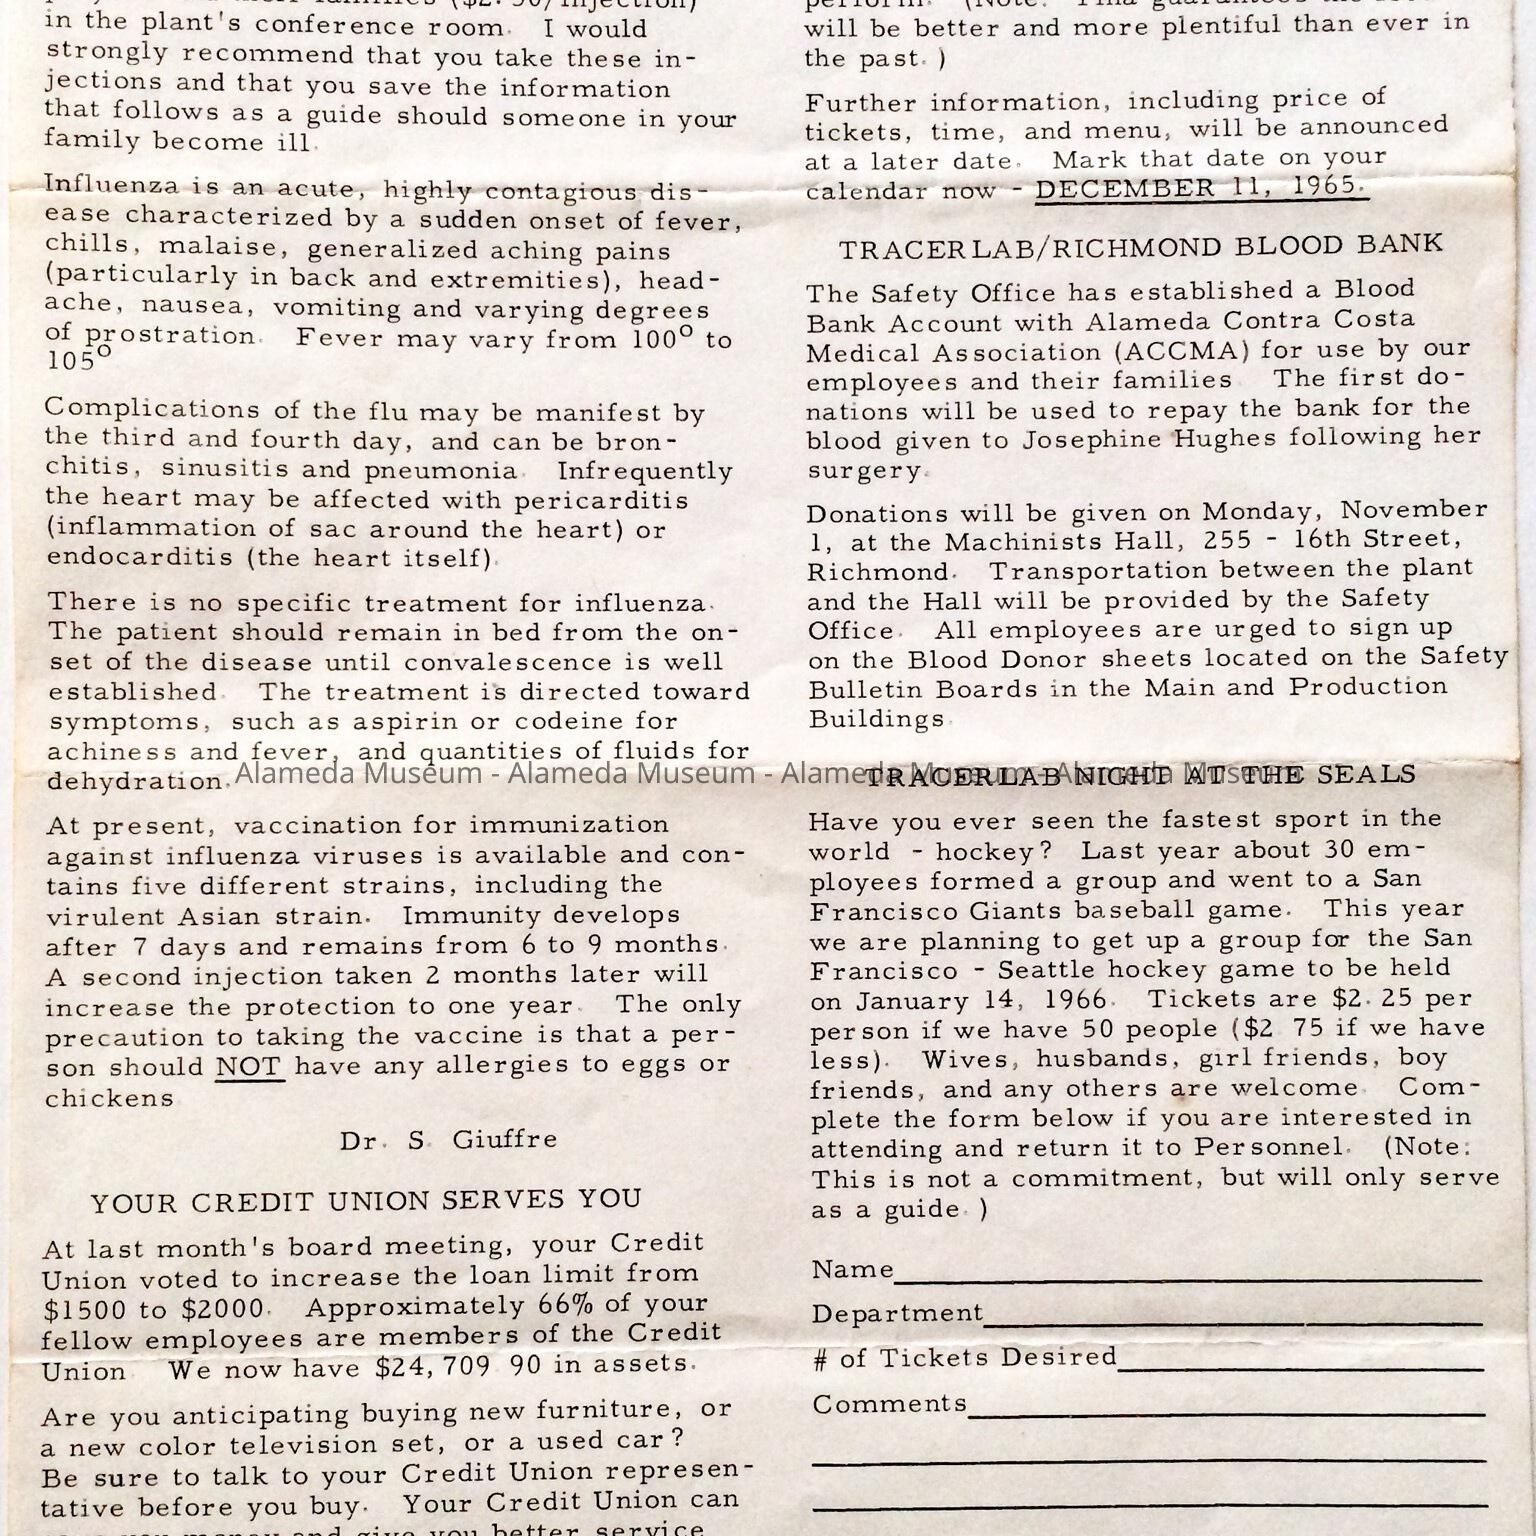 in the plant's conference room. I would
strongly recommend that you take these in-
jections and that you save the information
that follows as a guide should someone in your
family become ill.
Influenza is an acute, highly contagious dis-
ease characterized by a sudden onset of fever,
chills, malaise, generalized aching pains
(particularly in back and extremities), head-
ache, nausea, vomiting and varying degrees
of prostration. Fever may vary from 100° to
105°
Complications of the flu may be manifest by
the third and fourth day, and can be bron-
chitis, sinusitis and pneumonia. Infrequently
the heart may be affected with pericarditis
(inflammation of sac around the heart) or
endocarditis (the heart itself).
There is no specific treatment for influenza.
The patient should remain in bed from the on-
set of the disease until convalescence is well
established. The treatment is directed toward
symptoms, such as aspirin or codeine for
achiness and fever, and quantities of fluids for
dehydration.
At present, vaccination for immunization
against influenza viruses is available and con-
tains five different strains, including the
virulent Asian strain. Immunity develops
after 7 days and remains from 6 to 9 months.
A second injection taken 2 months later will
increase the protection to one year. The only
precaution to taking the vaccine is that a per-
son should NOT have any allergies to eggs or
chickens
Dr. S. Giuffre
YOUR CREDIT UNION SERVES YOU
At last month's board meeting, your Credit
Union voted to increase the loan limit from
$1500 to $2000. Approximately 66% of your
fellow employees are members of the Credit
Union We now have $24,709 90 in assets.
Are you anticipating buying new furniture, or
a new color television set, or a used car?
Be sure to talk to your Credit Union represen-
tative before you buy. Your Credit Union can
save you money and give you better service
perform. (Note: Tina guarantees the food
will be better and more plentiful than ever in
the past.)
Further information, including price of
tickets, time, and menu, will be announced
at a later date. Mark that date on your
calendar now - DECEMBER 11, 1965.
TRACERLAB/RICHMOND BLOOD BANK
The Safety Office has established a Blood
Bank Account with Alameda Contra Costa
Medical Association (ACCMA) for use by our
employees and their families The first do-
nations will be used to repay the bank for the
blood given to Josephine Hughes following her
surgery.
Donations will be given on Monday, November
1, at the Machinists Hall, 255 - 16th Street,
Richmond. Transportation between the plant
and the Hall will be provided by the Safety
Office. All employees are urged to sign up
on the Blood Donor sheets located on the Safety
Bulletin Boards in the Main and Production
Buildings.
TRACERLAB NIGHT AT THE SEALS
Have you ever seen the fastest sport in the
world - hockey? Last year about 30 em-
ployees formed a group and went to a San
Francisco Giants baseball game. This year
we are planning to get up a group for the San
Francisco - Seattle hockey game to be held
on January 14, 1966. Tickets are $2.25 per
person if we have 50 people ($2 75 if we have
less). Wives, husbands, girl friends, boy
friends, and any others are welcome. Com-
plete the form below if you are interested in
attending and return it to Personnel. (Note:
This is not a commitment, but will only serve
as a guide.)
Name
Department
# of Tickets Desired
Comments
Alameda Museum - Alameda Museum - Alameda Museum - Alameda Museum